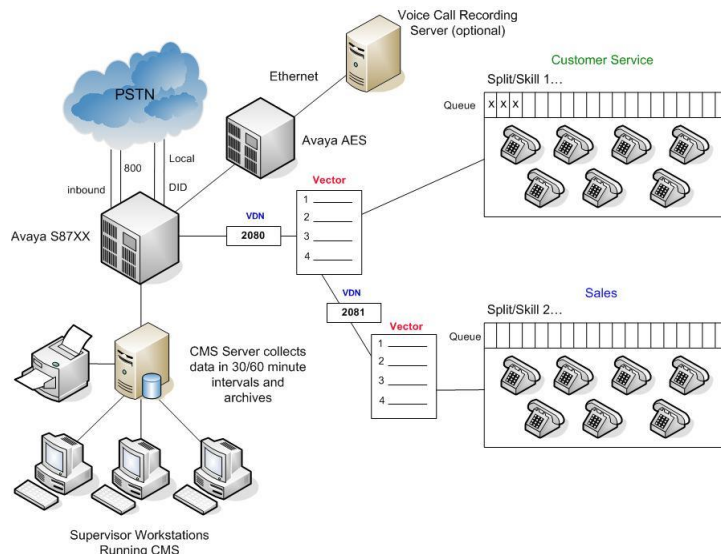 Voice Call Recording
Server (optional)
Ethernet
PSTN
Avaya AES
Customer Service
Split/Skill 1...
Queue
X X X
inbound
800
Local
DID
Avaya S87XX
VDN
2080
Vector
1
2
3
4
VDN
2081
Vector
1
2
3
4
Sales
Split/Skill 2...
Queue
CMS Server collects
data in 30/60 minute
intervals and
archives
Supervisor Workstations
Running CMS